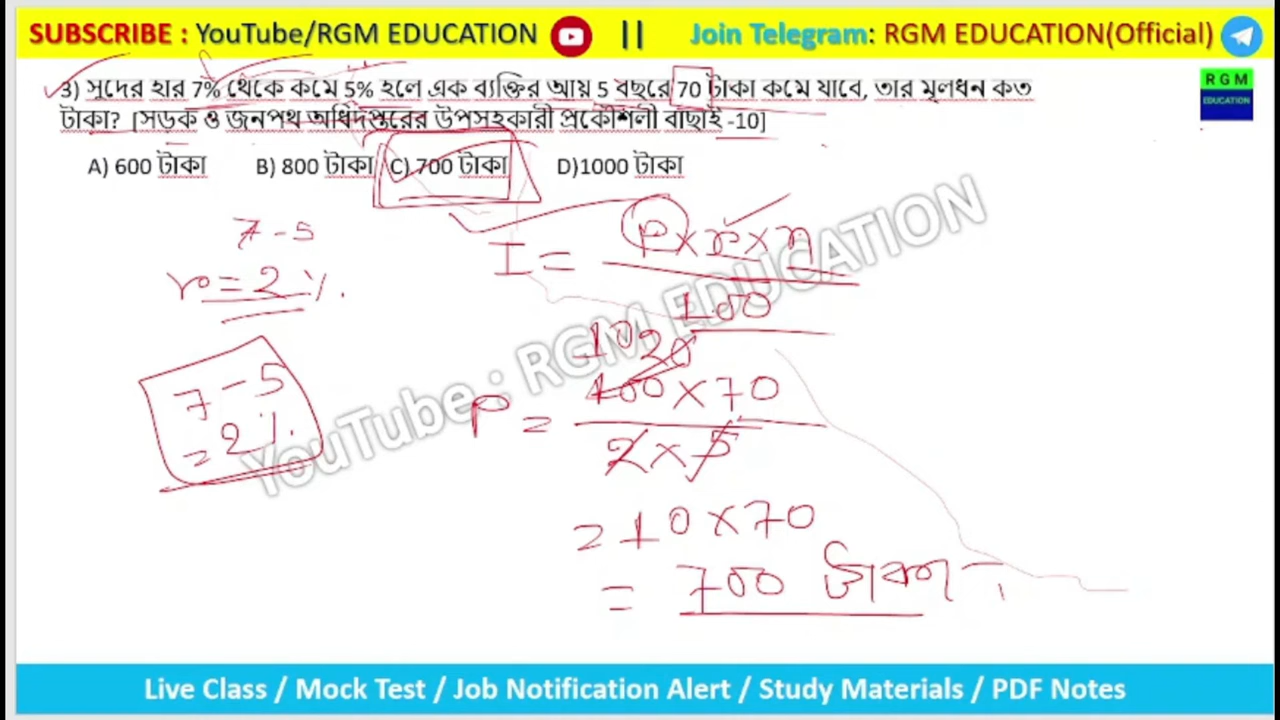 SUBSCRIBE : YouTube/RGM EDUCATION || Join Telegram: RGM EDUCATION(Official)
RGM
EDUCATION
3) সুদের হার 7% থেকে কমে 5% হলে এক ব্যক্তির আয় 5 বছরে 70 টাকা কমে যাবে, তার মূলধন কত
টাকা? [সড়ক ও জনপথ অধিদপ্তরের উপসহকারী প্রকৌশলী বাছাই -10]
A) 600 টাকা B) 800 টাকা C) 700 টাকা D)1000 টাকা
7 - 5
r = 2 %.
I = P × r × n
100
7 - 5
= 2 %.
10 20
P = 100 × 70
2 × 5
= 10 × 70
= 700 টাকা
YouTube : RGM EDUCATION
Live Class / Mock Test / Job Notification Alert / Study Materials / PDF Notes